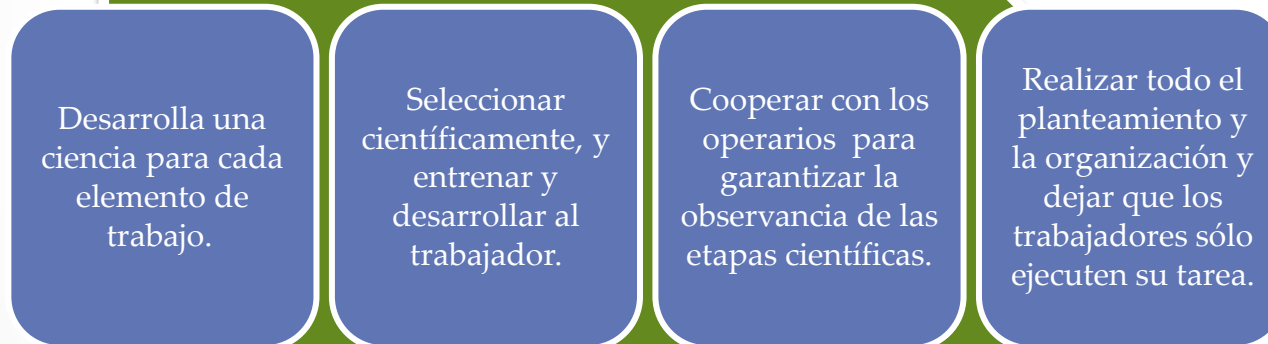 Desarrolla una
ciencia para cada
elemento de
trabajo.
Seleccionar
científicamente, y
entrenar y
desarrollar al
trabajador.
Cooperar con los
operarios para
garantizar la
observancia de las
etapas científicas.
Realizar todo el
planteamiento y
la organización y
dejar que los
trabajadores sólo
ejecuten su tarea.